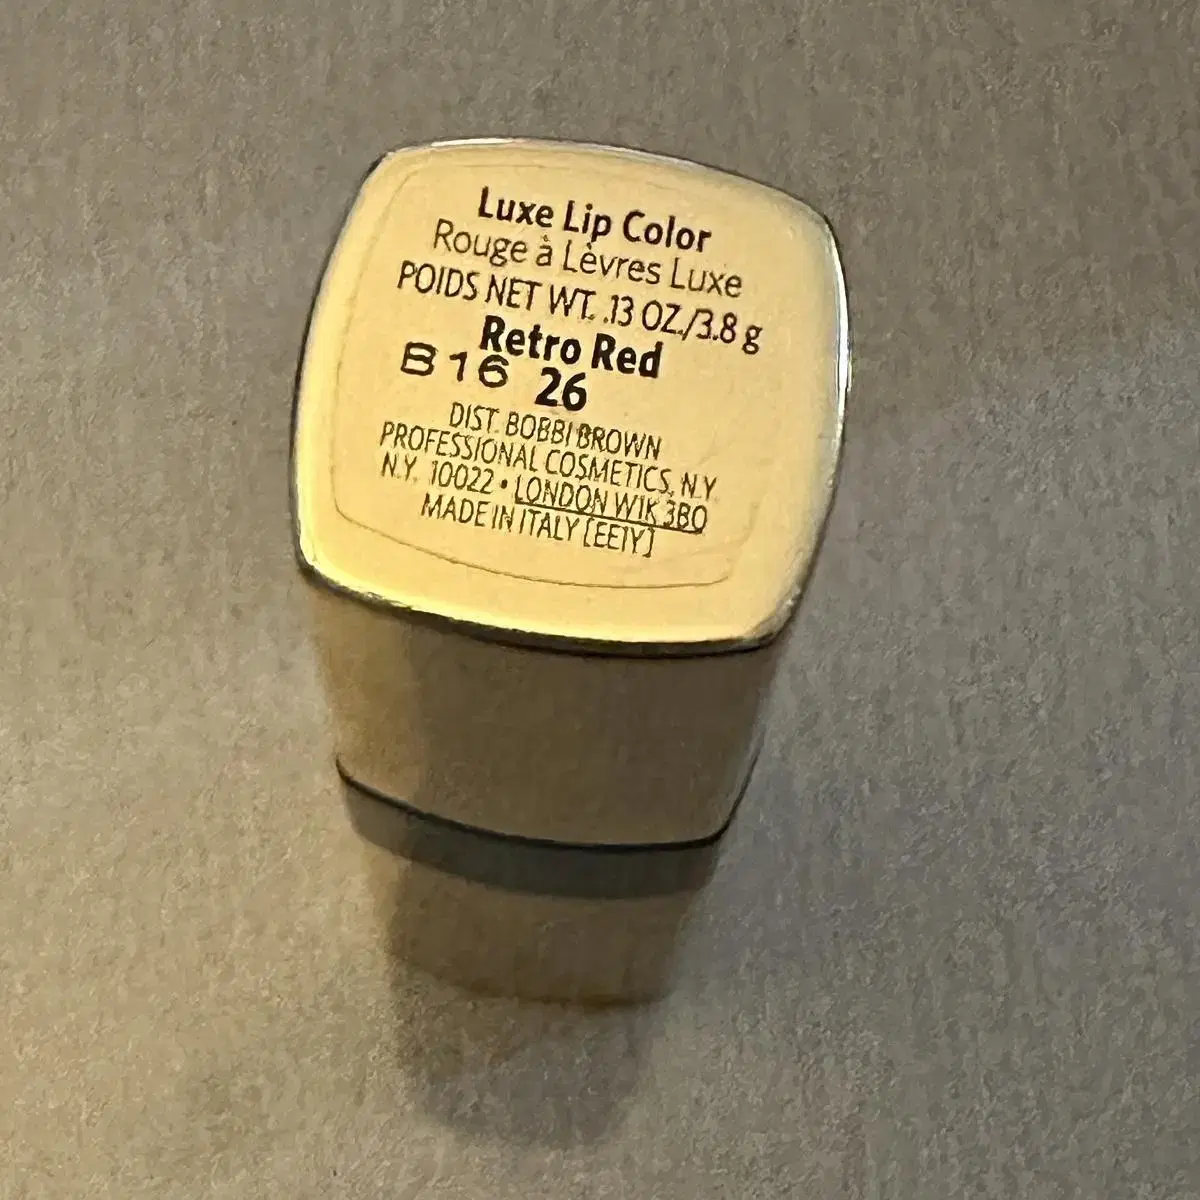 Luxe Lip Color
Rouge à Lèvres Luxe
POIDS NET WT. .13 OZ./3.8 g
Retro Red
B16 26
DIST. BOBBI BROWN
PROFESSIONAL COSMETICS, N.Y.
N.Y. 10022 • LONDON W1K 3BQ
MADE IN ITALY [EE1Y]